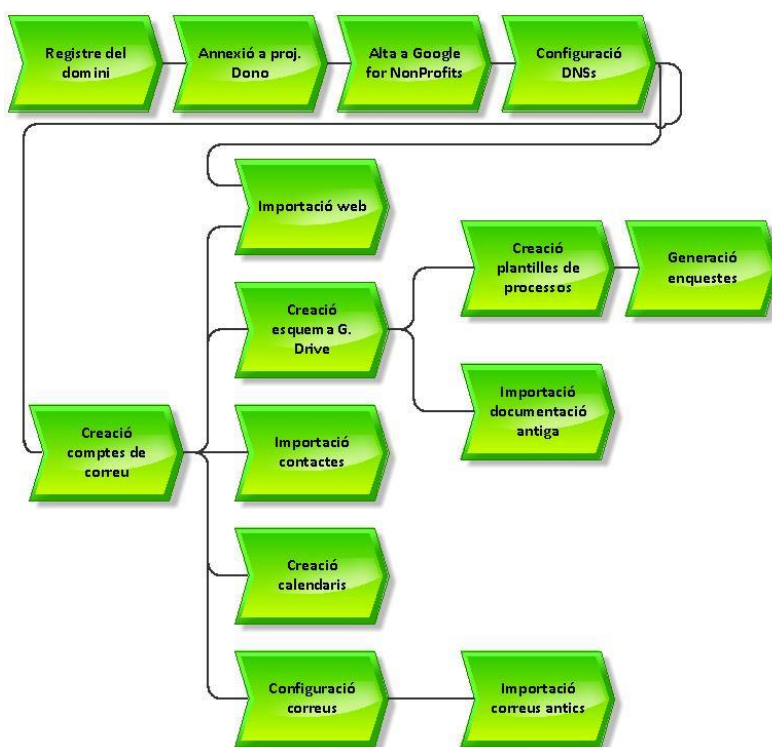 Registre del
domini
Annexió a proj.
Dono
Alta a Google
for NonProfits
Configuració
DNSs
Importació web
Creació
plantilles de
processos
Generació
enquestes
Creació
esquema G.
Drive
Importació
documentació
antiga
Creació
comptes de
correu
Importació
contactes
Creació
calendaris
Configuració
correus
Importació
correus antics